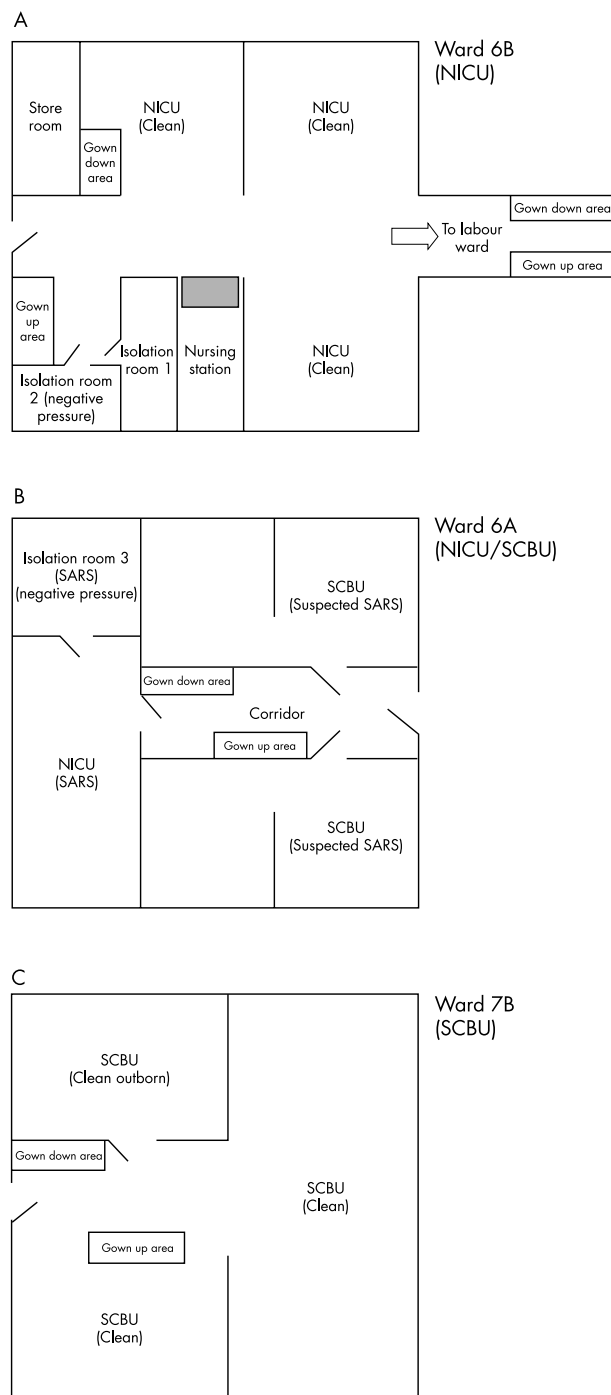 A
Ward 6B
(NICU)
Store
room
NICU
(Clean)
NICU
(Clean)
Gown
down
area
Gown down area
To labour
ward
Gown up area
Gown
up
area
Isolation
room 1
Nursing
station
NICU
(Clean)
Isolation room
2 (negative
pressure)
B
Ward 6A
(NICU/SCBU)
Isolation room 3
(SARS)
(negative pressure)
SCBU
(Suspected SARS)
Gown down area
Corridor
Gown up area
NICU
(SARS)
SCBU
(Suspected SARS)
C
Ward 7B
(SCBU)
SCBU
(Clean outborn)
Gown down area
SCBU
(Clean)
Gown up area
SCBU
(Clean)